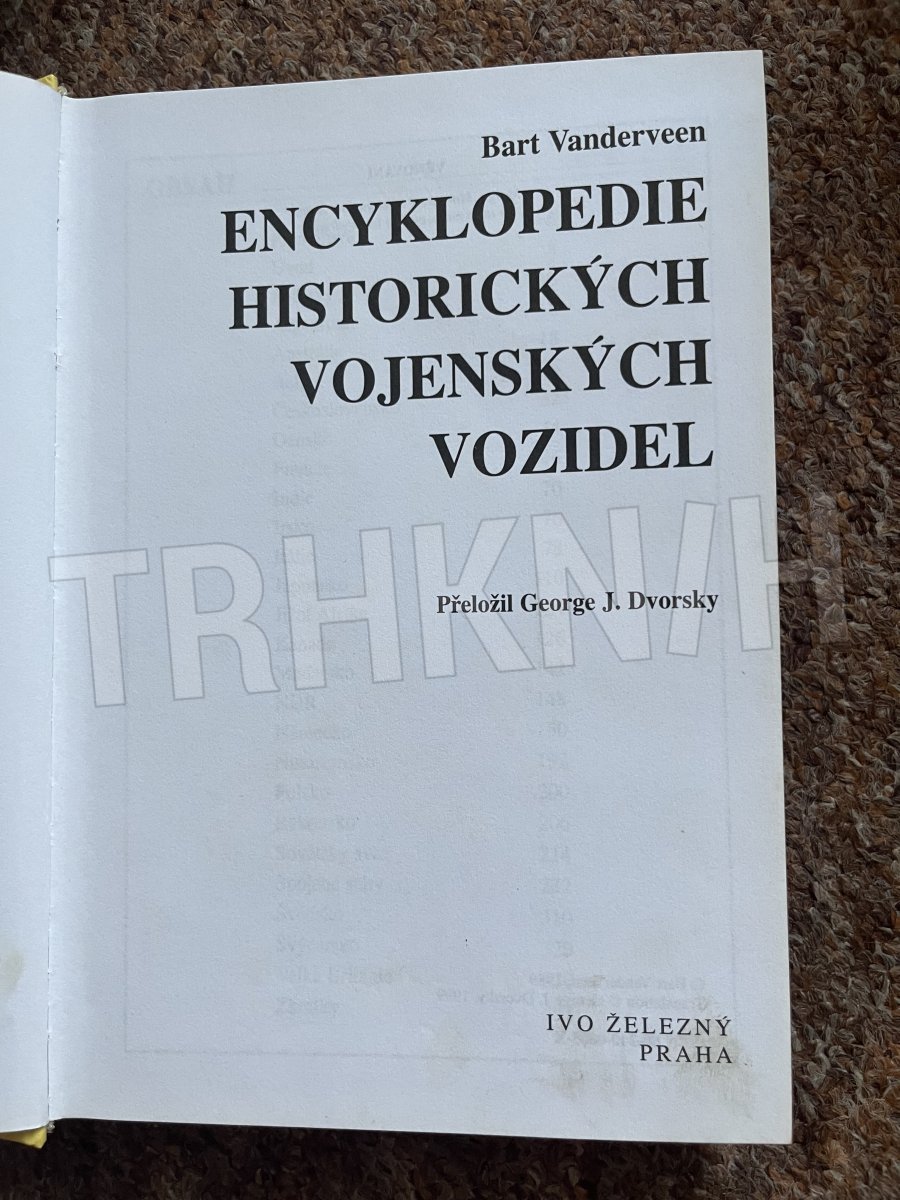 Bart Vanderveen
ENCYKLOPEDIE
HISTORICKÝCH
VOJENSKÝCH
VOZIDEL
TRHKNIH
Přeložil George J. Dvorsky
IVO ŽELEZNÝ
PRAHA